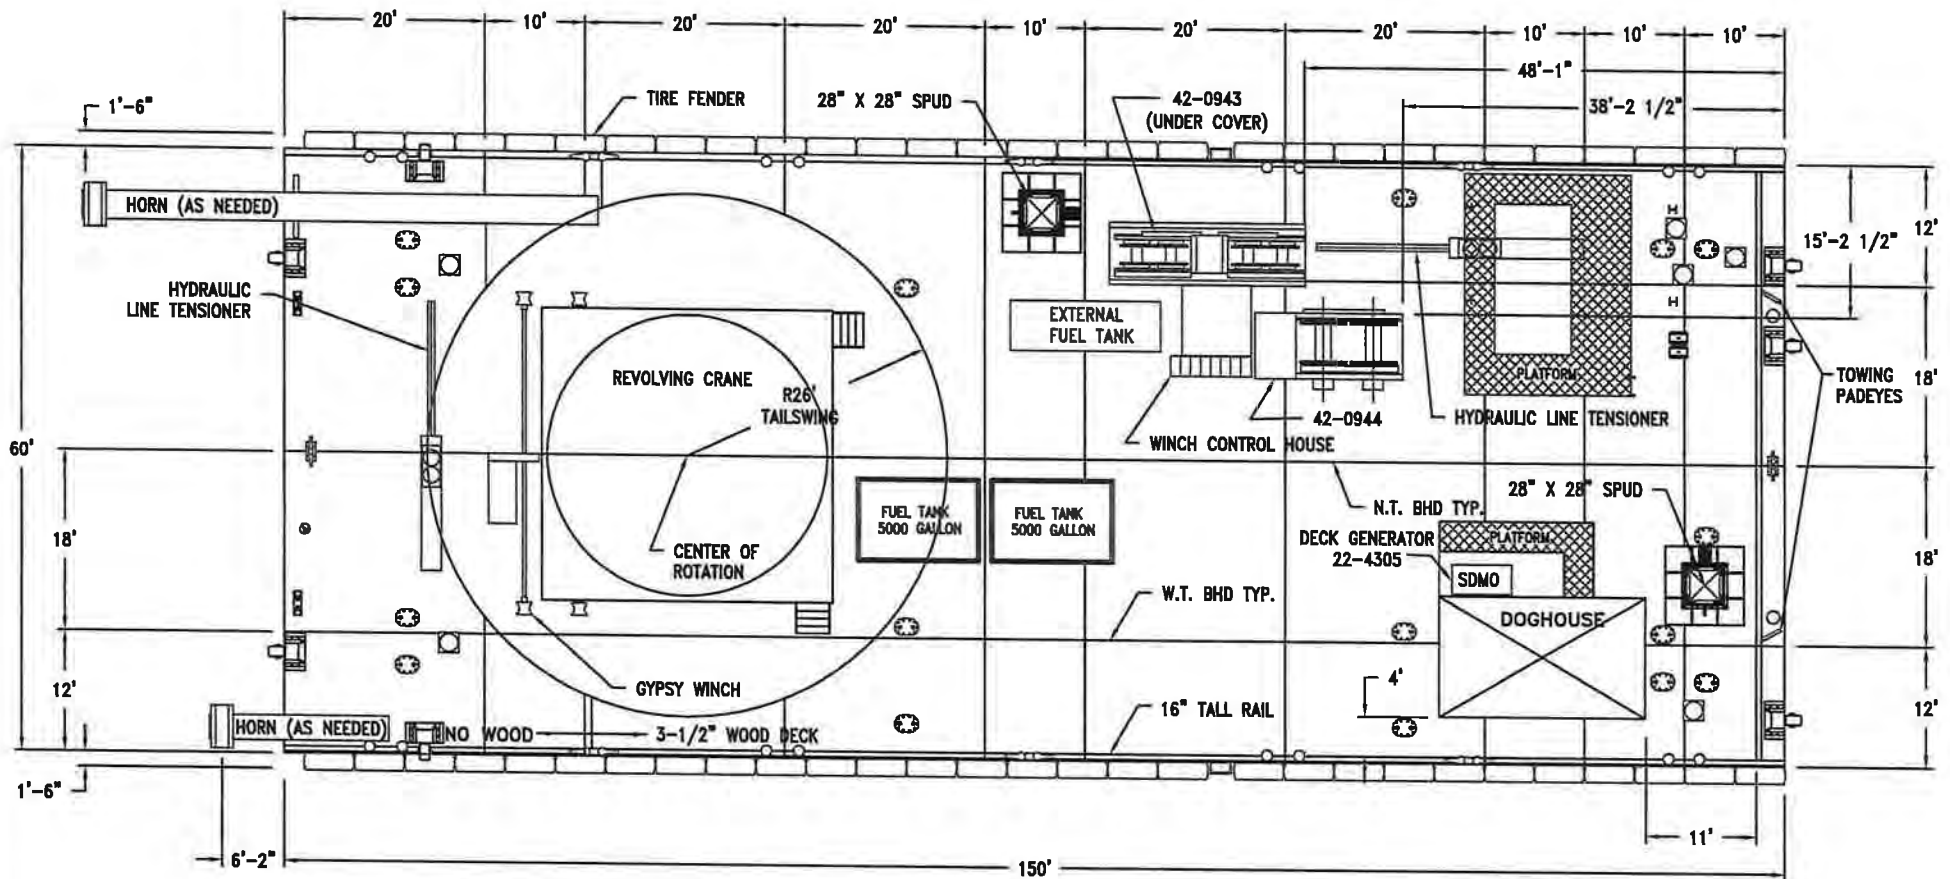 20'
10'
20'
20'
10'
20'
20'
10'
10'
10'
48'-1"
38'-2 1/2"
1'-6"
TIRE FENDER
28" X 28" SPUD
42-0943
(UNDER COVER)
HORN (AS NEEDED)
H
12'
15'-2 1/2"
HYDRAULIC
LINE TENSIONER
H
EXTERNAL
FUEL TANK
REVOLVING CRANE
R26'
TAILSWING
PLATFORM
18'
TOWING
PADEYES
42-0944
HYDRAULIC LINE TENSIONER
WINCH CONTROL HOUSE
60'
28" X 28" SPUD
N.T. BHD TYP.
FUEL TANK
5000 GALLON
FUEL TANK
5000 GALLON
18'
CENTER OF
ROTATION
DECK GENERATOR
22-4305
PLATFORM
SDMO
18'
W.T. BHD TYP.
DOGHOUSE
12'
GYPSY WINCH
4'
16" TALL RAIL
12'
HORN (AS NEEDED)
NO WOOD
3-1/2" WOOD DECK
1'-6"
6'-2"
11'
150'